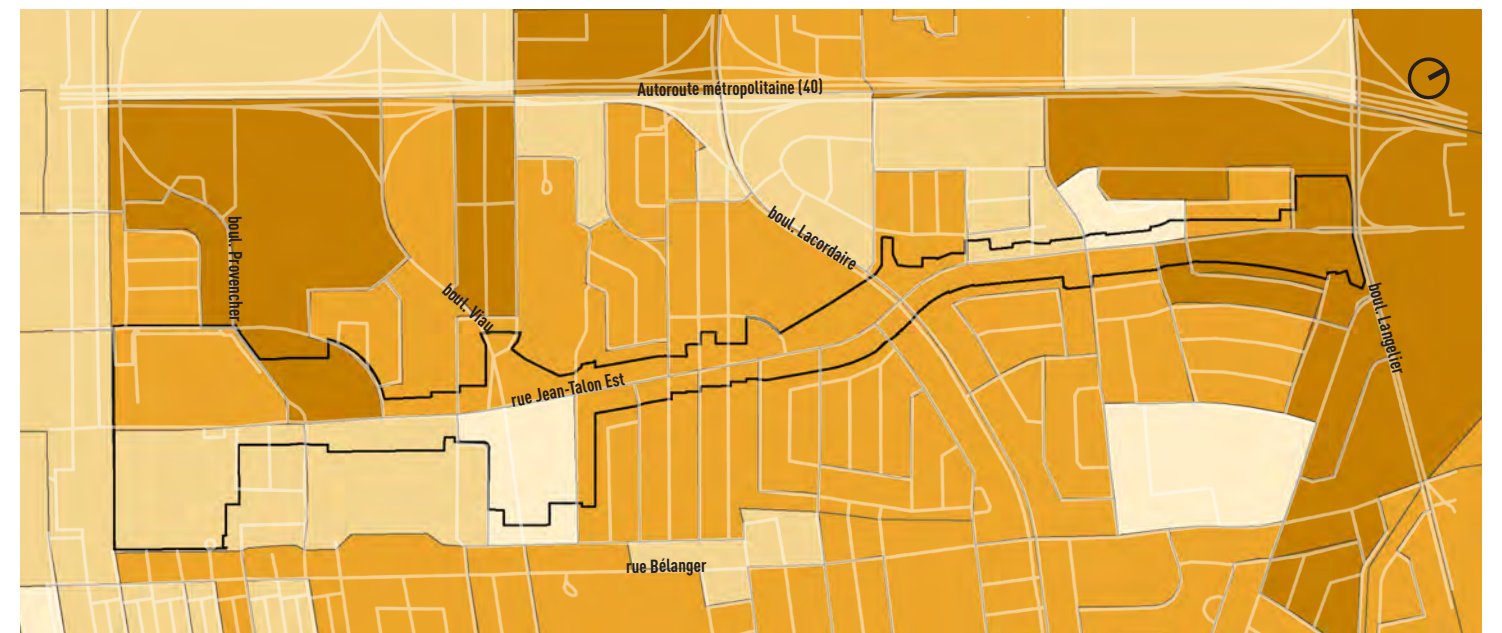 Autoroute métropolitaine (40)
boul. Provencher
boul. Viau
boul. Lacordaire
boul. Langelier
rue Jean-Talon Est
rue Bélanger